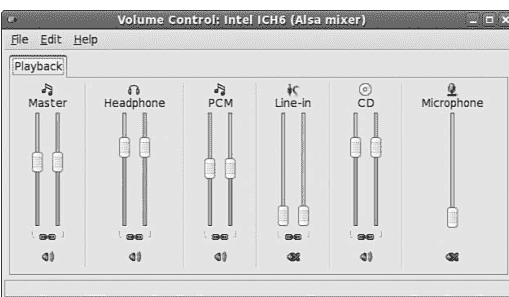 Volume Control: Intel ICH6 (Alsa mixer)
File Edit Help
Playback
Master Headphone PCM Line-in CD Microphone